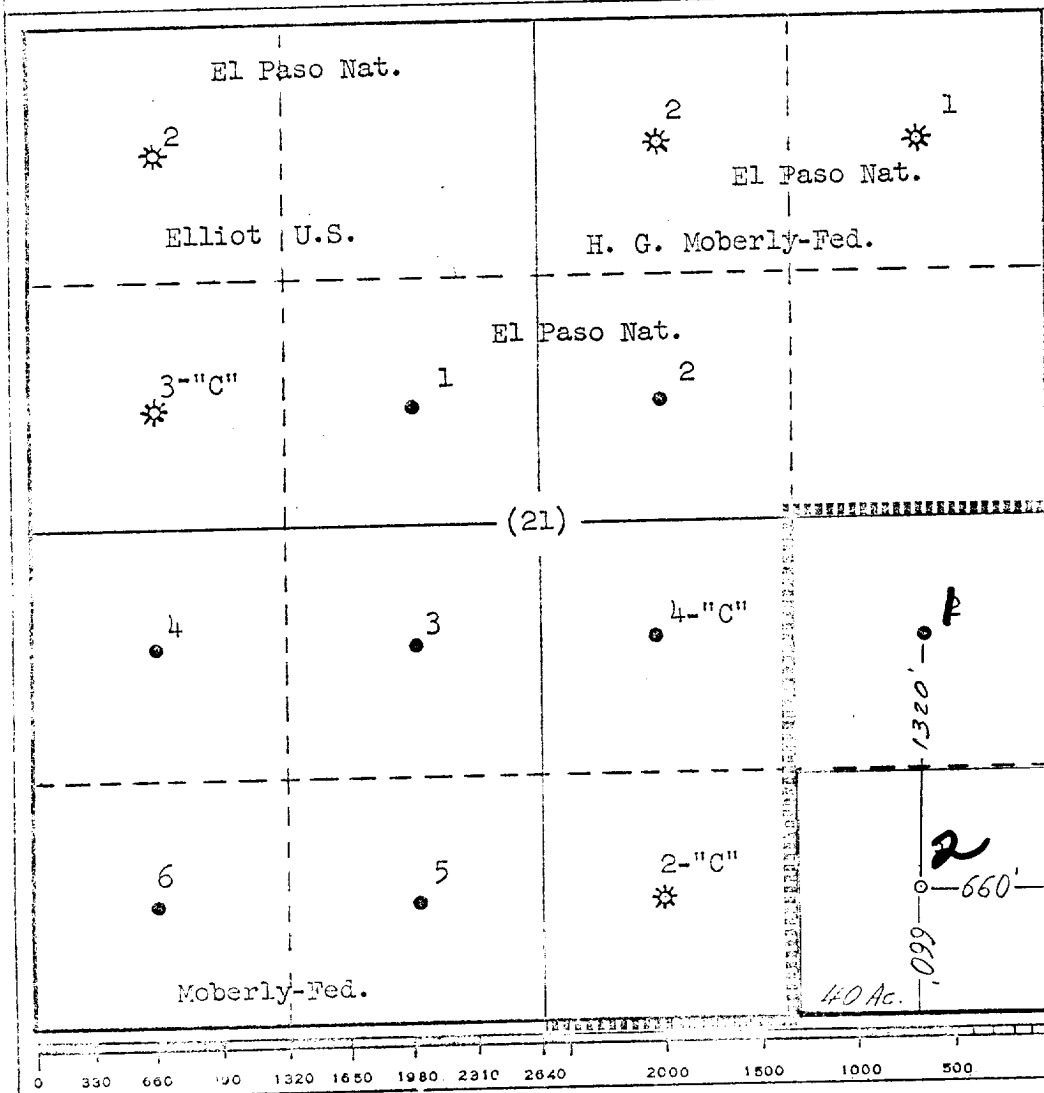 El Paso Nat.
2
2
1
El Paso Nat.
Elliot U.S.
H. G. Moberly-Fed.
El Paso Nat.
3-"C"
1
2
(21)
4
3
4-"C"
1
1320'
6
5
2-"C"
2
660'
660'
Moberly-Fed.
40 Ac.
0 330 660 990 1320 1650 1980 2310 2640 2000 1500 1000 500